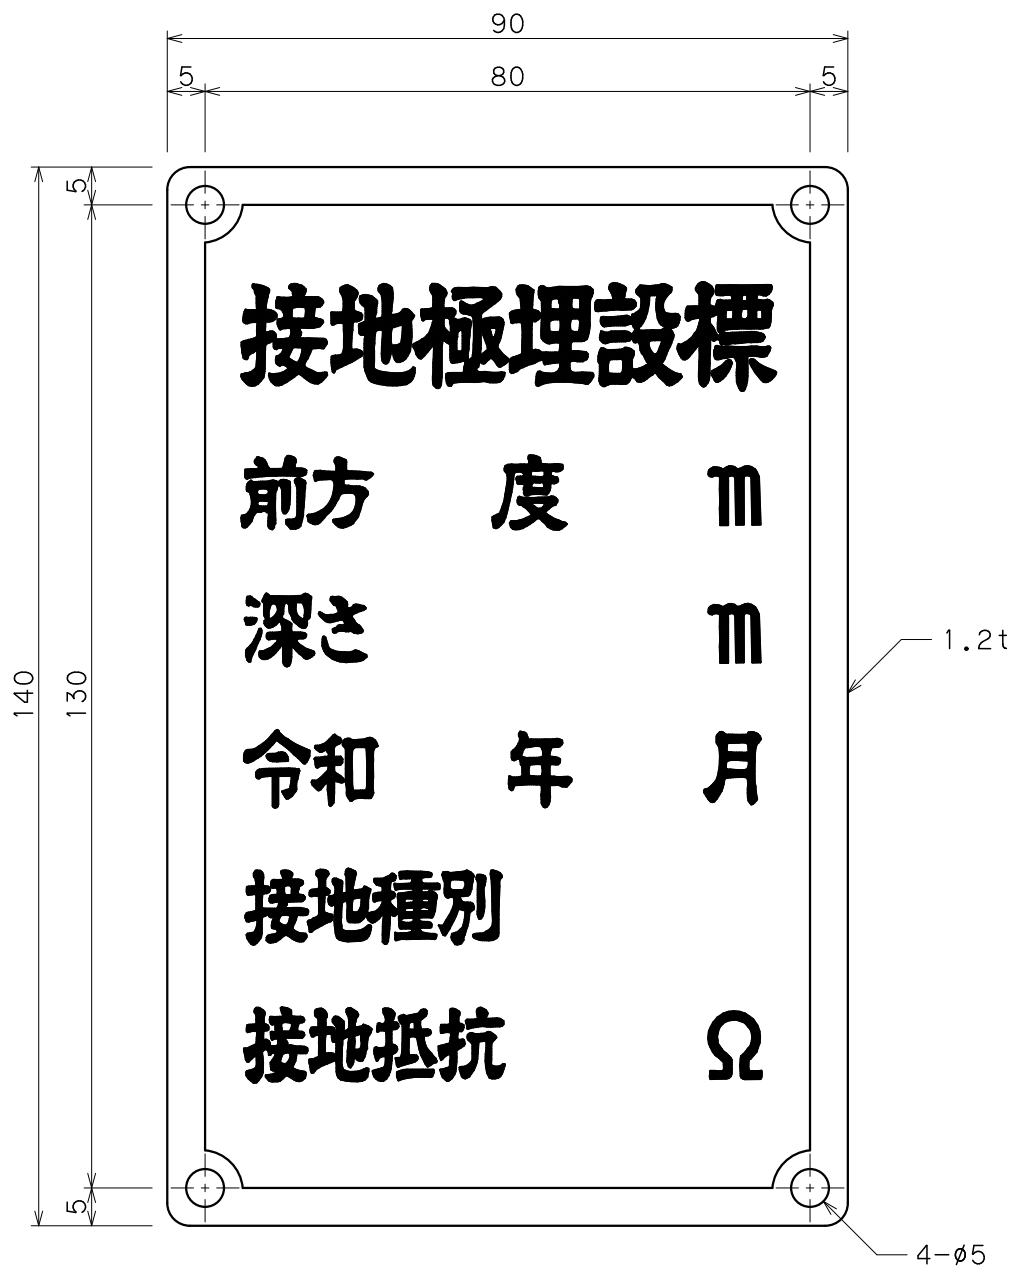 90
5 80 5
5
接地極埋設標
前方 度 m
深さ m
1.2t
140
130
令和 年 月
接地種別
接地抵抗 Ω
5
4-ø5